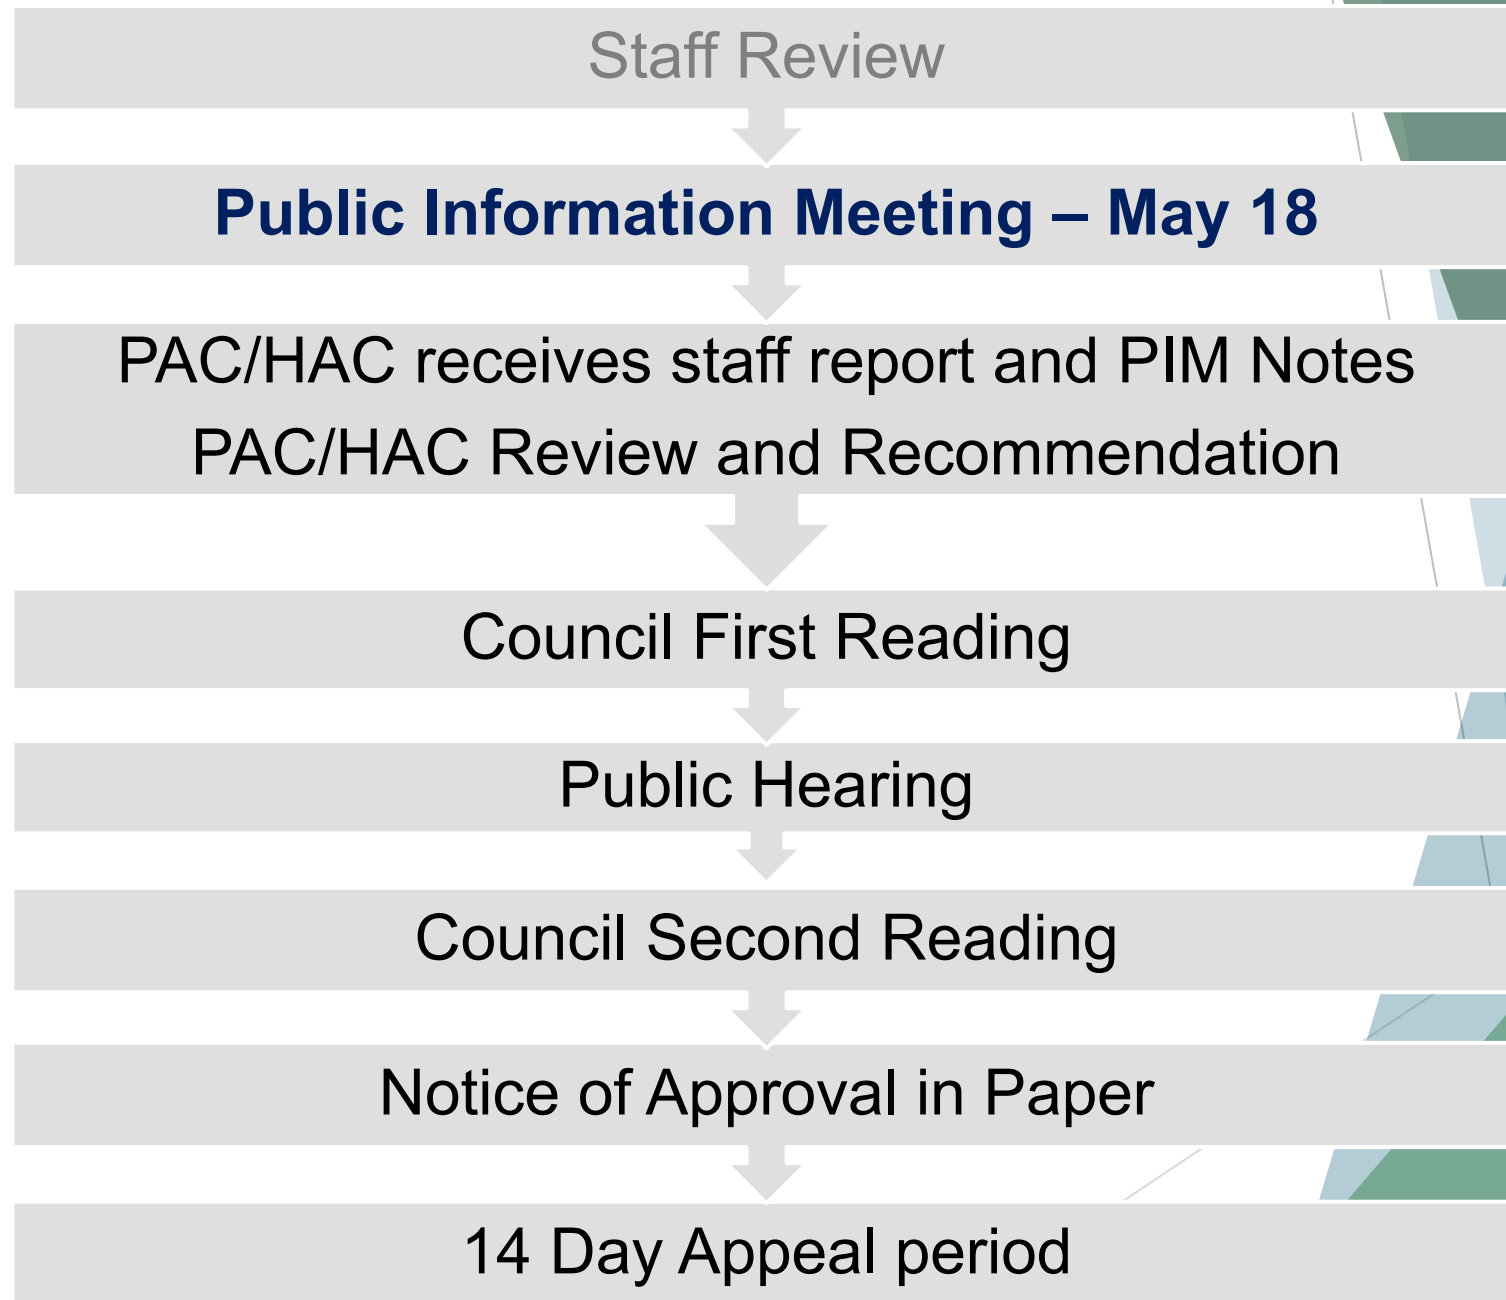 Staff Review
Public Information Meeting – May 18
PAC/HAC receives staff report and PIM Notes
PAC/HAC Review and Recommendation
Council First Reading
Public Hearing
Council Second Reading
Notice of Approval in Paper
14 Day Appeal period